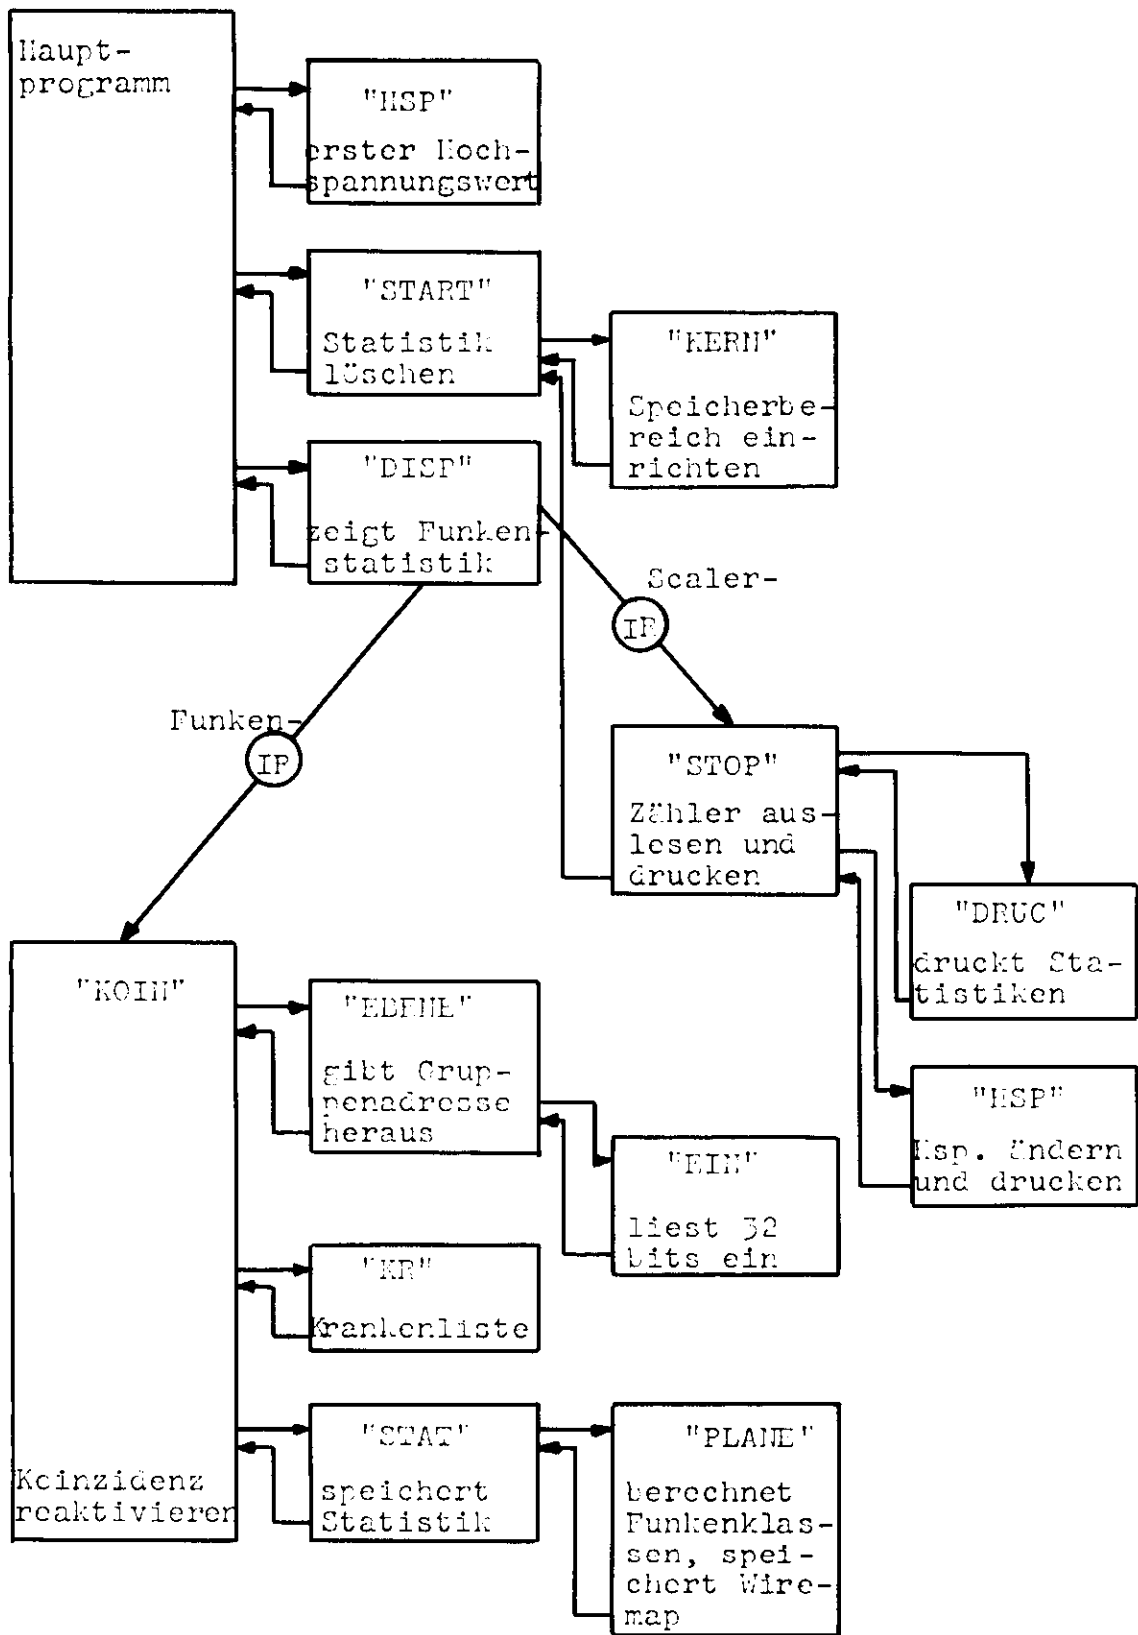 Haupt-
programm
"HSP"
erster Hoch-
spannungswert
"START"
Statistik
löschen
"KERN"
Speicherbe-
reich ein-
richten
"DISP"
zeigt Funken-
statistik
Scaler-
IR
Funken-
IR
"STOP"
Zähler aus-
lesen und
drucken
"DRUC"
druckt Sta-
tistiken
"HSP"
Hsp. ändern
und drucken
"KOIN"
"EBENE"
gibt Grup-
penadresse
heraus
"EIN"
liest 32
bits ein
"KR"
Krankenliste
"STAT"
speichert
Statistik
"PLANE"
berechnet
Funkenklas-
sen, spei-
chert Wire-
map
Koinzidenz
reaktivieren